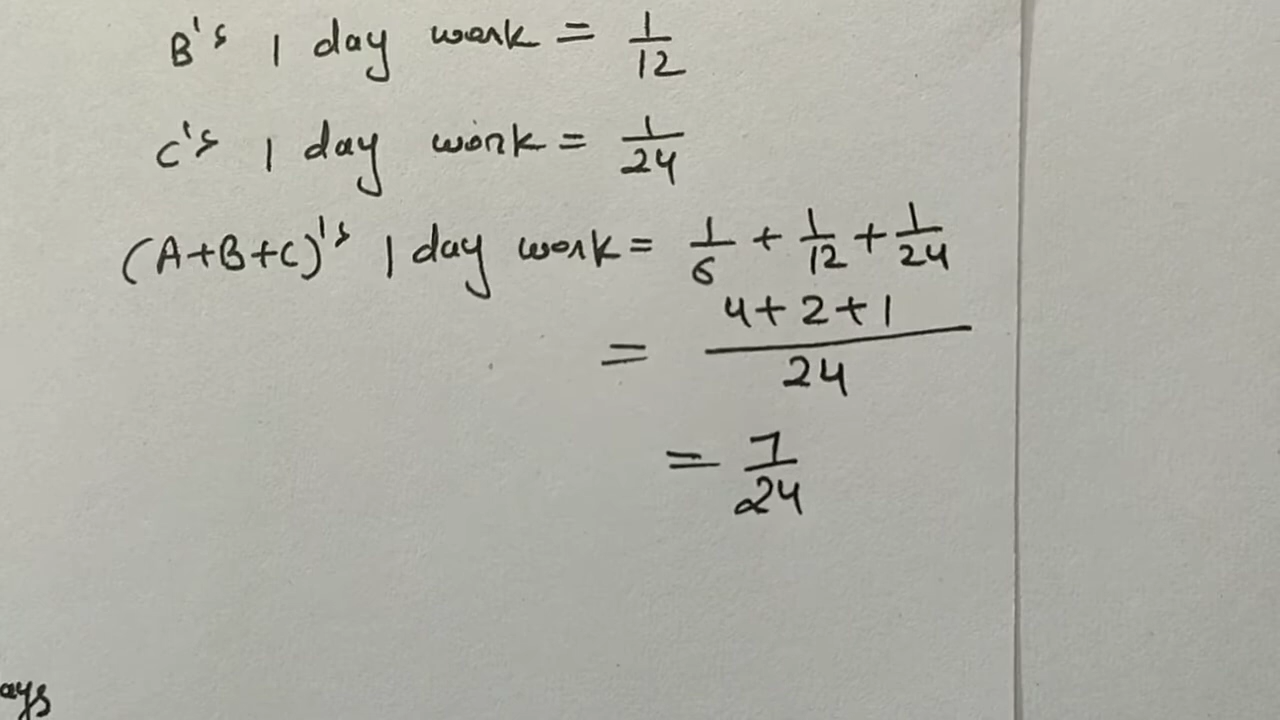 B's 1 day work = 1/12
C's 1 day work = 1/24
(A+B+C)'s 1 day work = 1/6 + 1/12 + 1/24
= 4+2+1/24
= 7/24
ays